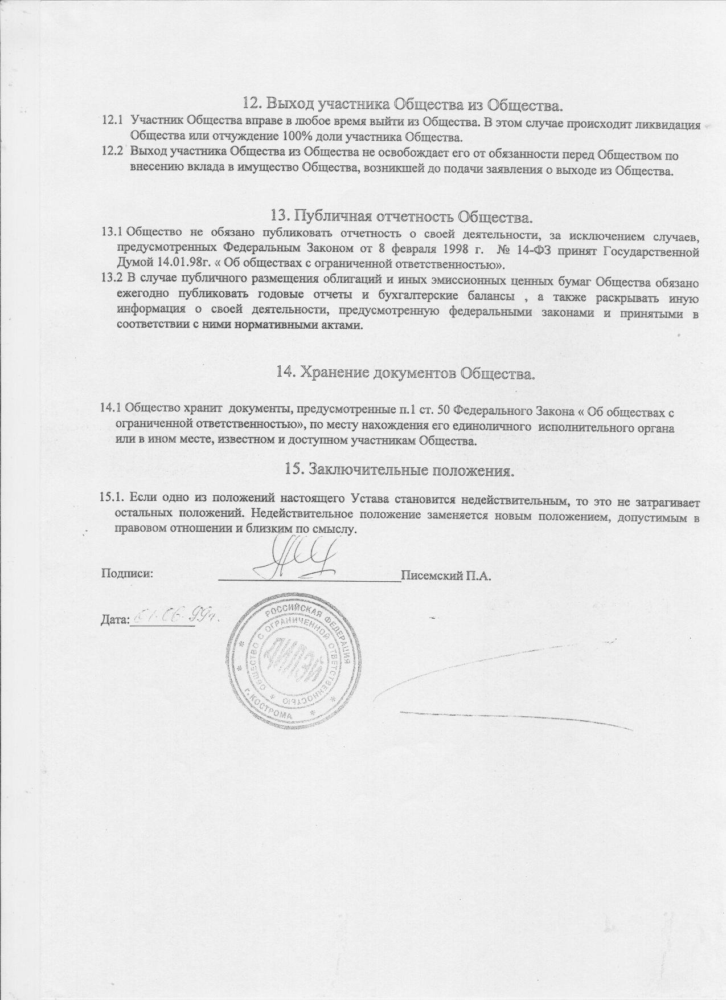 12. Выход участника Общества из Общества.
12.1 Участник Общества вправе в любое время выйти из Общества. В этом случае происходит ликвидация
Общества или отчуждение 100% доли участника Общества.
12.2 Выход участника Общества из Общества не освобождает его от обязанности перед Обществом по
внесению вклада в имущество Общества, возникшей до подачи заявления о выходе из Общества.
13. Публичная отчетность Общества.
13.1 Общество не обязано публиковать отчетность о своей деятельности, за исключением случаев,
предусмотренных Федеральным Законом от 8 февраля 1998 г. № 14-ФЗ принят Государственной
Думой 14.01.98г. « Об обществах с ограниченной ответственностью».
13.2 В случае публичного размещения облигаций и иных эмиссионных ценных бумаг Общества обязано
ежегодно публиковать годовые отчеты и бухгалтерские балансы , а также раскрывать иную
информация о своей деятельности, предусмотренную федеральными законами и принятыми в
соответствии с ними нормативными актами.
14. Хранение документов Общества.
14.1 Общество хранит документы, предусмотренные п.1 ст. 50 Федерального Закона « Об обществах с
ограниченной ответственностью», по месту нахождения его единоличного исполнительного органа
или в ином месте, известном и доступном участникам Общества.
15. Заключительные положения.
15.1. Если одно из положений настоящего Устава становится недействительным, то это не затрагивает
остальных положений. Недействительное положение заменяется новым положением, допустимым в
правовом отношении и близким по смыслу.
Подписи: Писемский П.А.
Дата: 01.06.99г.
РОССИЙСКАЯ ФЕДЕРАЦИЯ
ОБЩЕСТВО С ОГРАНИЧЕННОЙ ОТВЕТСТВЕННОСТЬЮ
ДИЛЭЙ
г.КОСТРОМА